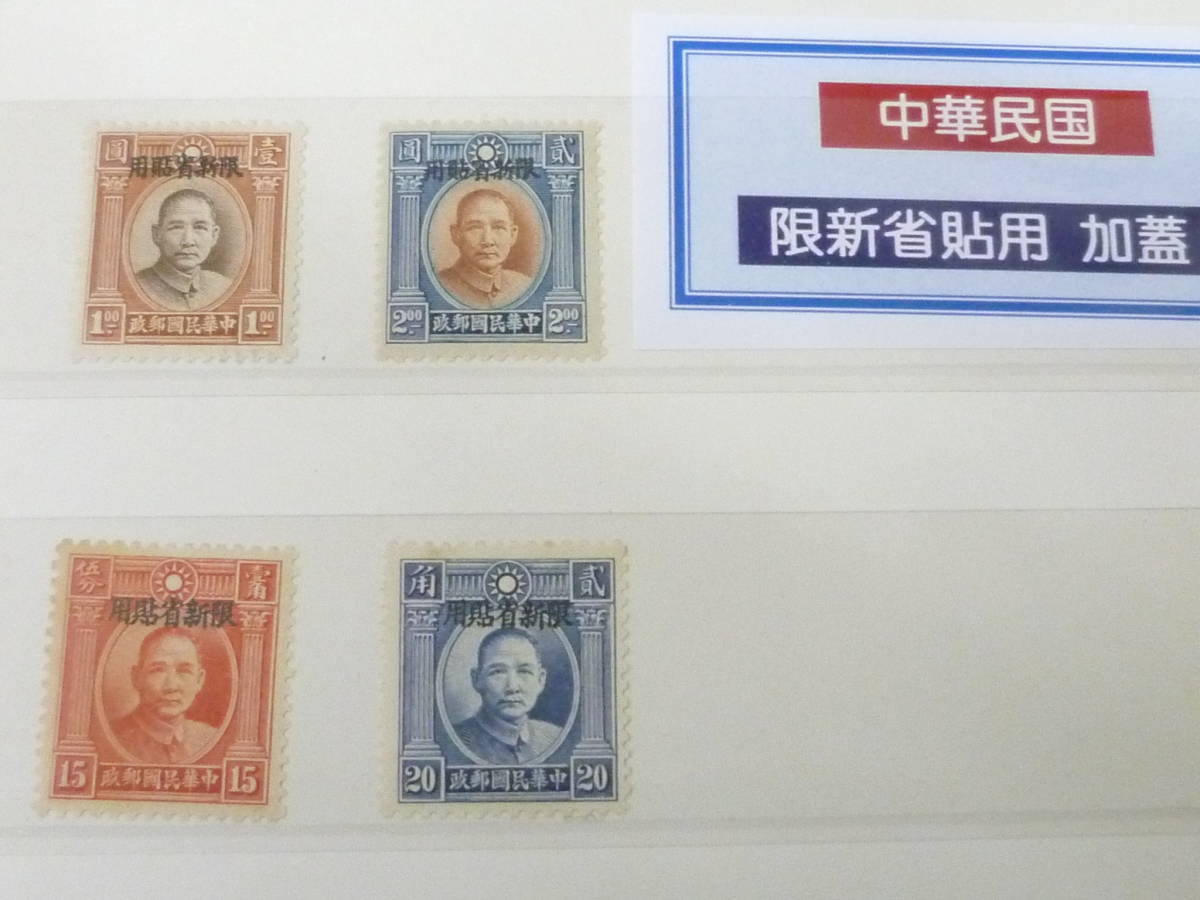 壹圓
限新省貼用
1.00 1.00
中華民國郵政
貳圓
限新省貼用
2.00 2.00
中華民國郵政
中華民国
限新省貼用 加蓋
壹角伍分
限新省貼用
15 15
中華民國郵政
貳角
限新省貼用
20 20
中華民國郵政